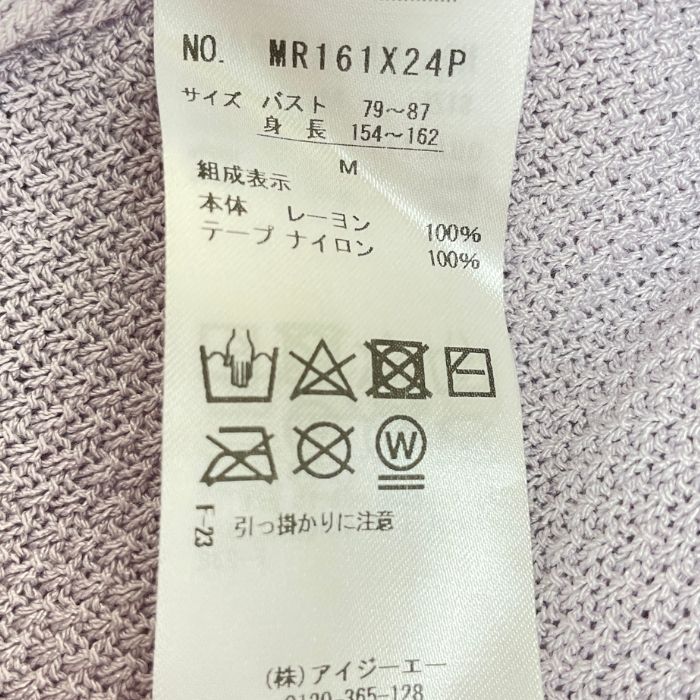 NO. MR161X24P
サイズ バスト 79〜87
身 長 154〜162
M
組成表示
本体 レーヨン 100%
テープ ナイロン 100%
W
F-23
引っ掛かりに注意
(株)アイジーエー
0120-365-128